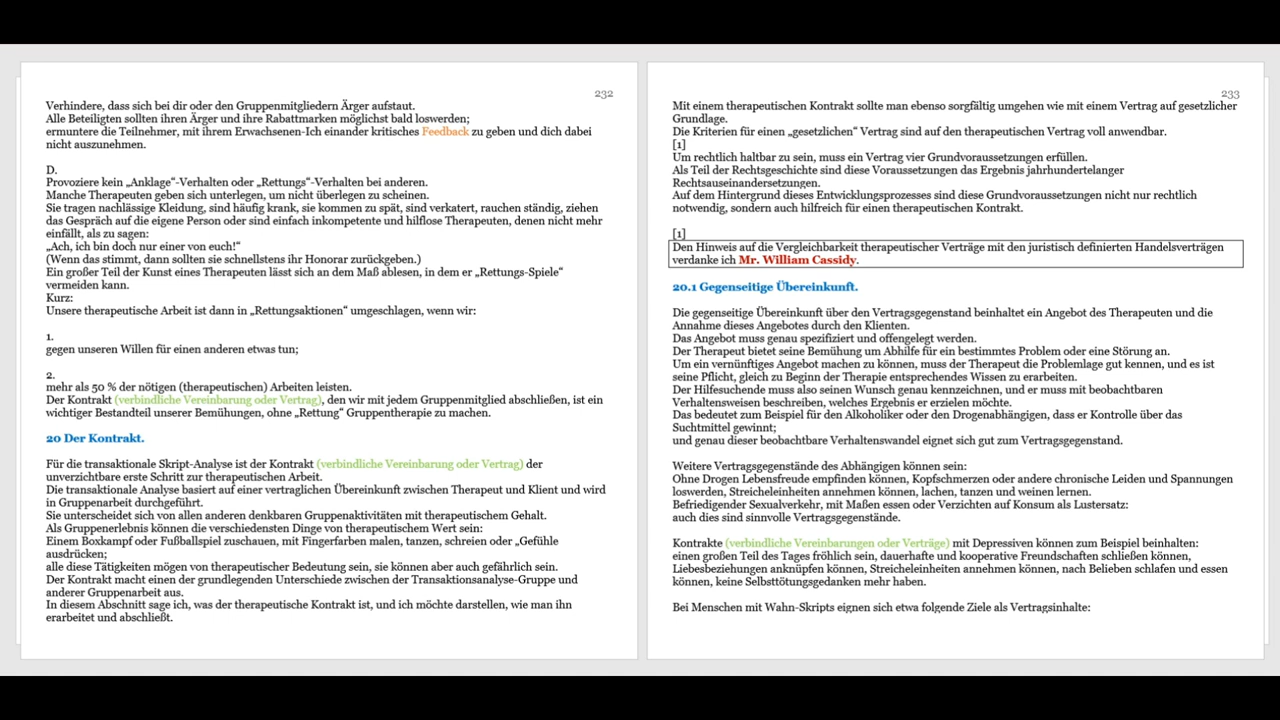 232
Verhindere, dass sich bei dir oder den Gruppenmitgliedern Ärger aufstaut.
Alle Beteiligten sollten ihren Ärger und ihre Rabattmarken möglichst bald loswerden;
ermuntere die Teilnehmer, mit ihrem Erwachsenen-Ich einander kritisches Feedback zu geben und dich dabei
nicht auszunehmen.
D.
Provoziere kein „Anklage“-Verhalten oder „Rettungs“-Verhalten bei anderen.
Manche Therapeuten geben sich unterlegen, um nicht überlegen zu scheinen.
Sie tragen nachlässige Kleidung, sind häufig krank, sie kommen zu spät, sind verkatert, rauchen ständig, ziehen
das Gespräch auf die eigene Person oder sind einfach inkompetente und hilflose Therapeuten, denen nicht mehr
einfällt, als zu sagen:
„Ach, ich bin doch nur einer von euch!“
(Wenn das stimmt, dann sollten sie schnellstens ihr Honorar zurückgeben.)
Ein großer Teil der Kunst eines Therapeuten lässt sich an dem Maß ablesen, in dem er „Rettungs-Spiele“
vermeiden kann.
Kurz:
Unsere therapeutische Arbeit ist dann in „Rettungsaktionen“ umgeschlagen, wenn wir:
1.
gegen unseren Willen für einen anderen etwas tun;
2.
mehr als 50 % der nötigen (therapeutischen) Arbeiten leisten.
Der Kontrakt (verbindliche Vereinbarung oder Vertrag), den wir mit jedem Gruppenmitglied abschließen, ist ein
wichtiger Bestandteil unserer Bemühungen, ohne „Rettung“ Gruppentherapie zu machen.
20 Der Kontrakt.
Für die transaktionale Skript-Analyse ist der Kontrakt (verbindliche Vereinbarung oder Vertrag) der
unverzichtbare erste Schritt zur therapeutischen Arbeit.
Die transaktionale Analyse basiert auf einer vertraglichen Übereinkunft zwischen Therapeut und Klient und wird
in Gruppenarbeit durchgeführt.
Sie unterscheidet sich von allen anderen denkbaren Gruppenaktivitäten mit therapeutischem Gehalt.
Als Gruppenerlebnis können die verschiedensten Dinge von therapeutischem Wert sein:
Einem Boxkampf oder Fußballspiel zuschauen, mit Fingerfarben malen, tanzen, schreien oder „Gefühle
ausdrücken;
alle diese Tätigkeiten mögen von therapeutischer Bedeutung sein, sie können aber auch gefährlich sein.
Der Kontrakt macht einen der grundlegenden Unterschiede zwischen der Transaktionsanalyse-Gruppe und
anderer Gruppenarbeit aus.
In diesem Abschnitt sage ich, was der therapeutische Kontrakt ist, und ich möchte darstellen, wie man ihn
erarbeitet und abschließt.
233
Mit einem therapeutischen Kontrakt sollte man ebenso sorgfältig umgehen wie mit einem Vertrag auf gesetzlicher
Grundlage.
Die Kriterien für einen „gesetzlichen“ Vertrag sind auf den therapeutischen Vertrag voll anwendbar.
[1]
Um rechtlich haltbar zu sein, muss ein Vertrag vier Grundvoraussetzungen erfüllen.
Als Teil der Rechtsgeschichte sind diese Voraussetzungen das Ergebnis jahrhundertelanger
Rechtsauseinandersetzungen.
Auf dem Hintergrund dieses Entwicklungsprozesses sind diese Grundvoraussetzungen nicht nur rechtlich
notwendig, sondern auch hilfreich für einen therapeutischen Kontrakt.
[1]
Den Hinweis auf die Vergleichbarkeit therapeutischer Verträge mit den juristisch definierten Handelsverträgen
verdanke ich Mr. William Cassidy.
20.1 Gegenseitige Übereinkunft.
Die gegenseitige Übereinkunft über den Vertragsgegenstand beinhaltet ein Angebot des Therapeuten und die
Annahme dieses Angebotes durch den Klienten.
Das Angebot muss genau spezifiziert und offengelegt werden.
Der Therapeut bietet seine Bemühung um Abhilfe für ein bestimmtes Problem oder eine Störung an.
Um ein vernünftiges Angebot machen zu können, muss der Therapeut die Problemlage gut kennen, und es ist
seine Pflicht, gleich zu Beginn der Therapie entsprechendes Wissen zu erarbeiten.
Der Hilfesuchende muss also seinen Wunsch genau kennzeichnen, und er muss mit beobachtbaren
Verhaltensweisen beschreiben, welches Ergebnis er erzielen möchte.
Das bedeutet zum Beispiel für den Alkoholiker oder den Drogenabhängigen, dass er Kontrolle über das
Suchtmittel gewinnt;
und genau dieser beobachtbare Verhaltenswandel eignet sich gut zum Vertragsgegenstand.
Weitere Vertragsgegenstände des Abhängigen können sein:
Ohne Drogen Lebensfreude empfinden können, Kopfschmerzen oder andere chronische Leiden und Spannungen
loswerden, Streicheleinheiten annehmen können, lachen, tanzen und weinen lernen.
Befriedigender Sexualverkehr, mit Maßen essen oder Verzichten auf Konsum als Lustersatz:
auch dies sind sinnvolle Vertragsgegenstände.
Kontrakte (verbindliche Vereinbarungen oder Verträge) mit Depressiven können zum Beispiel beinhalten:
einen großen Teil des Tages fröhlich sein, dauerhafte und kooperative Freundschaften schließen können,
Liebesbeziehungen anknüpfen können, Streicheleinheiten annehmen können, nach Belieben schlafen und essen
können, keine Selbsttötungsgedanken mehr haben.
Bei Menschen mit Wahn-Skripts eignen sich etwa folgende Ziele als Vertragsinhalte: